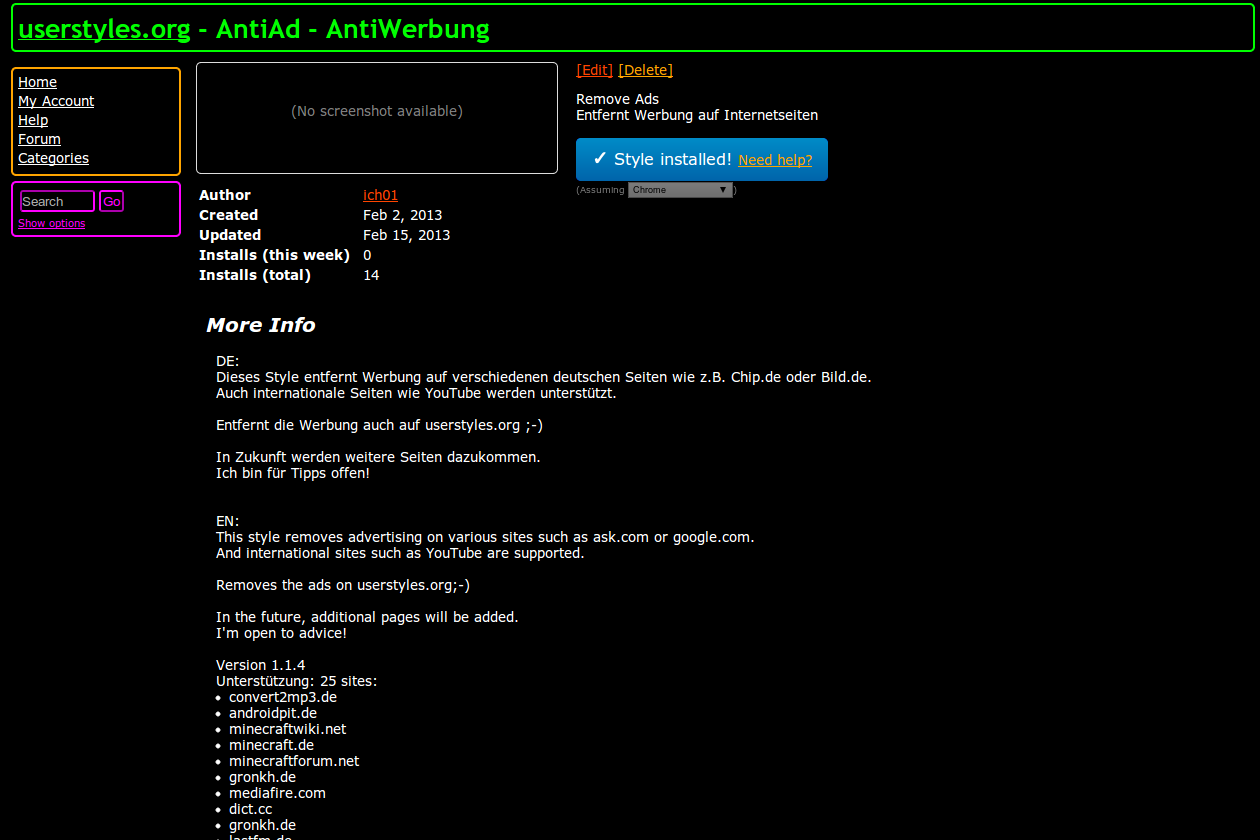 userstyles.org - AntiAd - AntiWerbung
Home
My Account
Help
Forum
Categories
Search Go
Show options
(No screenshot available)
[Edit] [Delete]
Remove Ads
Entfernt Werbung auf Internetseiten
✓ Style installed! Need help?
(Assuming Chrome ▼)
Author ich01
Created Feb 2, 2013
Updated Feb 15, 2013
Installs (this week) 0
Installs (total) 14
More Info
DE:
Dieses Style entfernt Werbung auf verschiedenen deutschen Seiten wie z.B. Chip.de oder Bild.de.
Auch internationale Seiten wie YouTube werden unterstützt.
Entfernt die Werbung auch auf userstyles.org ;-)
In Zukunft werden weitere Seiten dazukommen.
Ich bin für Tipps offen!
EN:
This style removes advertising on various sites such as ask.com or google.com.
And international sites such as YouTube are supported.
Removes the ads on userstyles.org;-)
In the future, additional pages will be added.
I'm open to advice!
Version 1.1.4
Unterstützung: 25 sites:
• convert2mp3.de
• androidpit.de
• minecraftwiki.net
• minecraft.de
• minecraftforum.net
• gronkh.de
• mediafire.com
• dict.cc
• gronkh.de
• lastfm.de